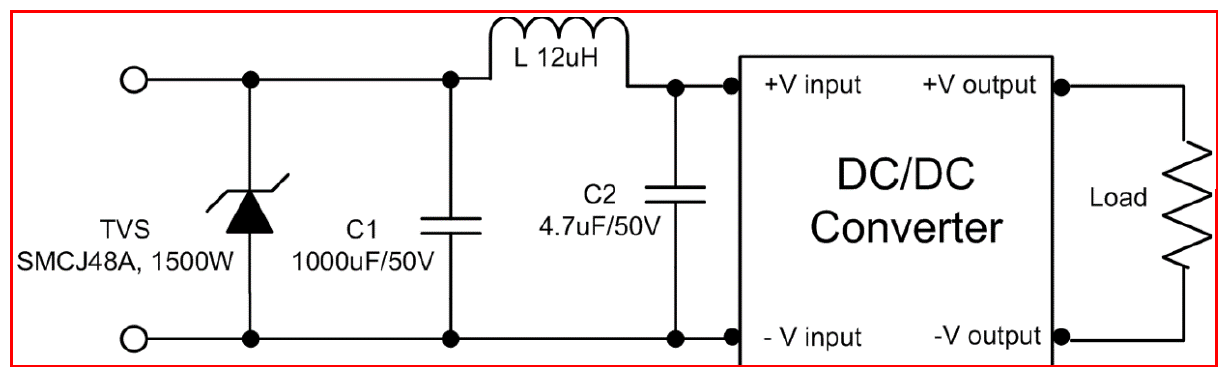 L 12uH
+V input
+V output
DC/DC
Converter
C2
4.7uF/50V
Load
TVS
SMCJ48A, 1500W
C1
1000uF/50V
- V input
-V output